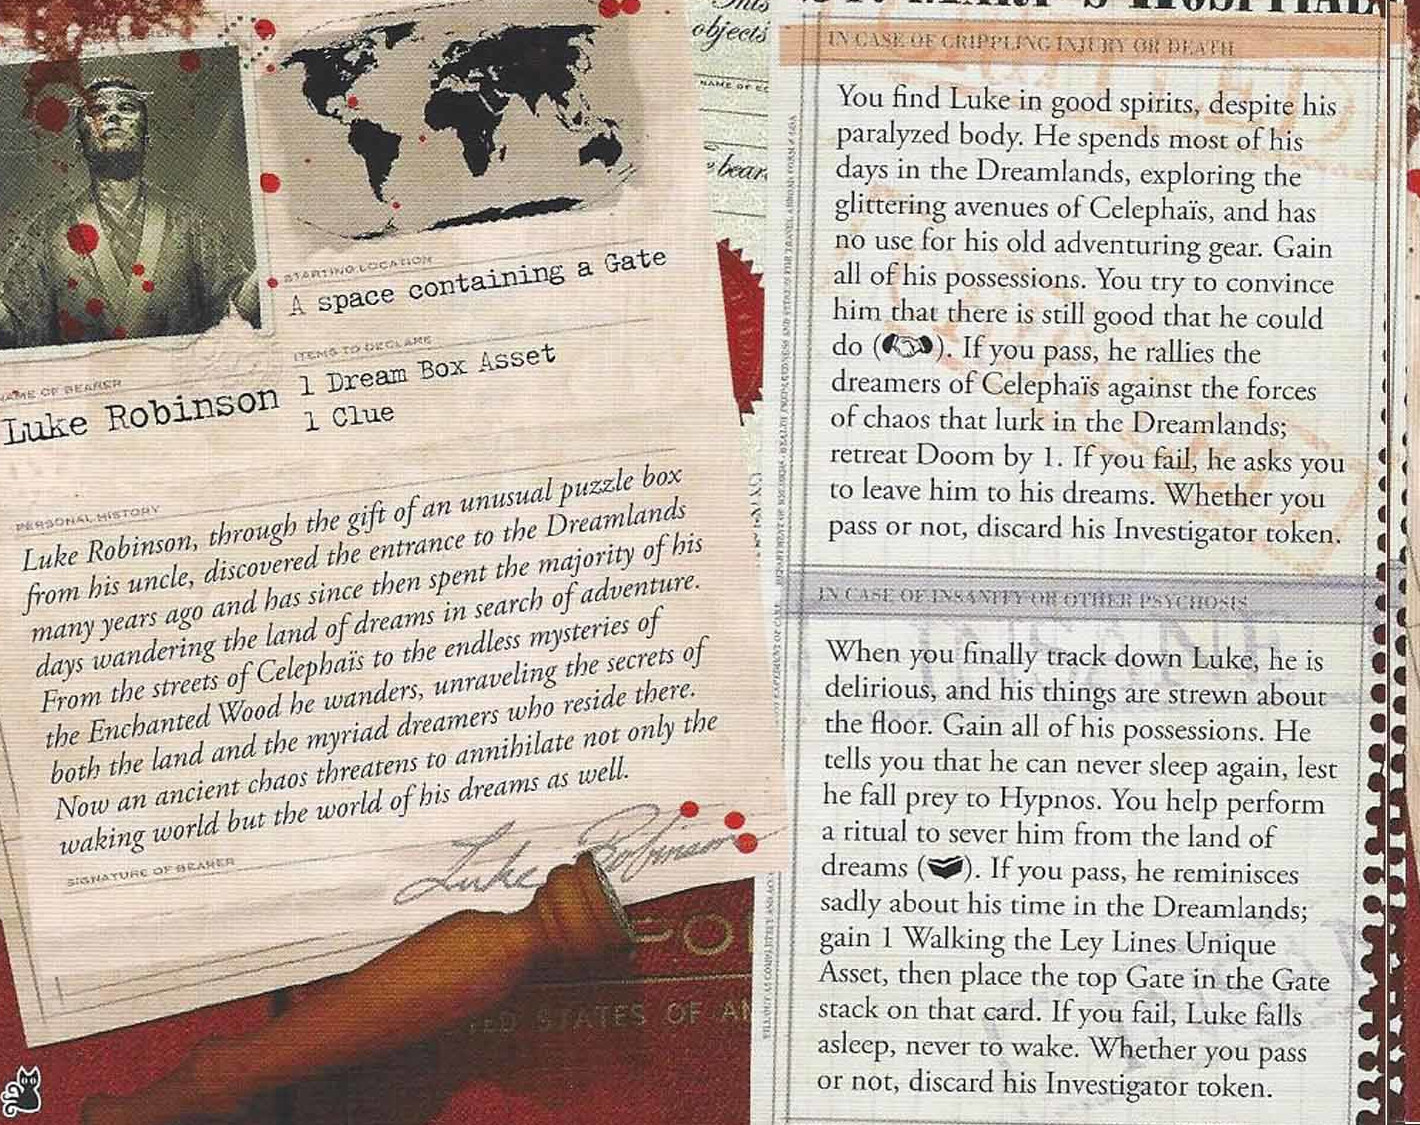 This
objects
NAME OF
e bear
STARTING LOCATION
A space containing a Gate
ITEMS TO DECLARE
1 Dream Box Asset
1 Clue
NAME OF BEARER
Luke Robinson
PERSONAL HISTORY
Luke Robinson, through the gift of an unusual puzzle box
from his uncle, discovered the entrance to the Dreamlands
many years ago and has since then spent the majority of his
days wandering the land of dreams in search of adventure.
From the streets of Celephaïs to the endless mysteries of
the Enchanted Wood he wanders, unraveling the secrets of
both the land and the myriad dreamers who reside there.
Now an ancient chaos threatens to annihilate not only the
waking world but the world of his dreams as well.
SIGNATURE OF BEARER
Luke Robinson
STATES OF
IN CASE OF CRIPPLING INJURY OR DEATH
You find Luke in good spirits, despite his
paralyzed body. He spends most of his
days in the Dreamlands, exploring the
glittering avenues of Celephaïs, and has
no use for his old adventuring gear. Gain
all of his possessions. You try to convince
him that there is still good that he could
do ( ). If you pass, he rallies the
dreamers of Celephaïs against the forces
of chaos that lurk in the Dreamlands;
retreat Doom by 1. If you fail, he asks you
to leave him to his dreams. Whether you
pass or not, discard his Investigator token.
IN CASE OF INSANITY OR OTHER PSYCHOSIS
When you finally track down Luke, he is
delirious, and his things are strewn about
the floor. Gain all of his possessions. He
tells you that he can never sleep again, lest
he fall prey to Hypnos. You help perform
a ritual to sever him from the land of
dreams ( ). If you pass, he reminisces
sadly about his time in the Dreamlands;
gain 1 Walking the Ley Lines Unique
Asset, then place the top Gate in the Gate
stack on that card. If you fail, Luke falls
asleep, never to wake. Whether you pass
or not, discard his Investigator token.